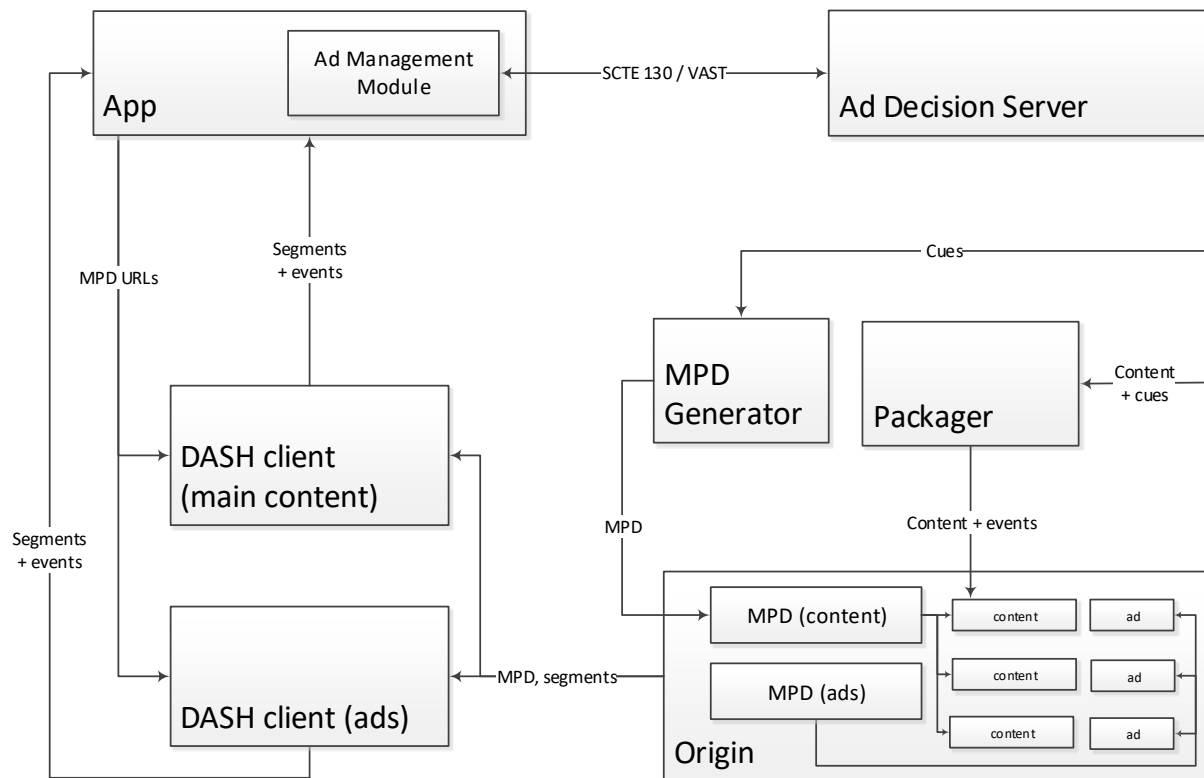 Ad Management
Module
App
SCTE 130 / VAST
Ad Decision Server
Segments
+ events
MPD URLs
Cues
MPD
Generator
Packager
Content
+ cues
DASH client
(main content)
Segments
+ events
MPD
Content + events
MPD (content)
content
ad
MPD, segments
MPD (ads)
content
ad
DASH client (ads)
content
ad
Origin